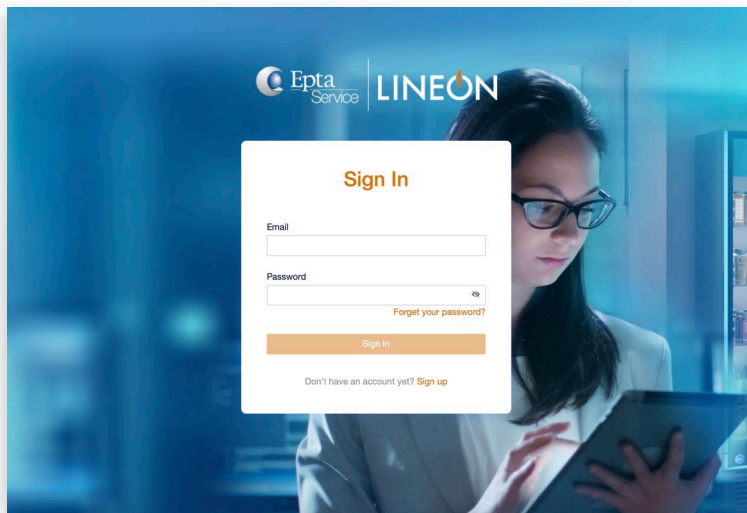 Epta
Service
LINEON
Sign In
Email
Password
Forget your password?
Sign In
Don't have an account yet? Sign up